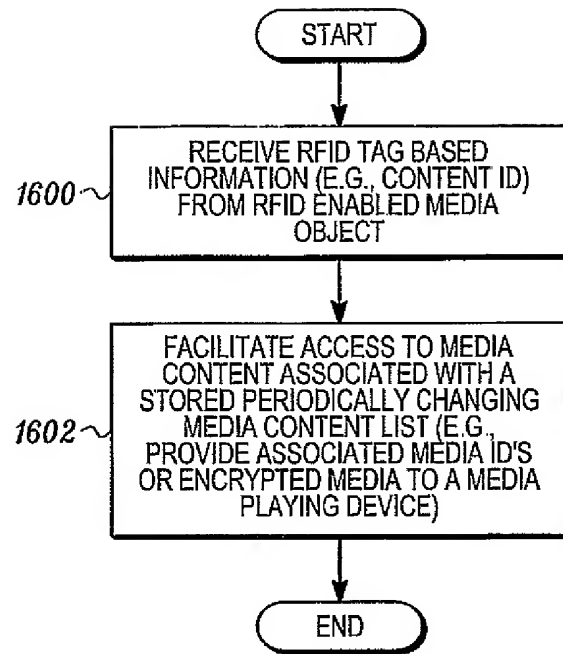 START
RECEIVE RFID TAG BASED
INFORMATION (E.G., CONTENT ID)
FROM RFID ENABLED MEDIA
OBJECT
1600
FACILITATE ACCESS TO MEDIA
CONTENT ASSOCIATED WITH A
STORED PERIODICALLY CHANGING
MEDIA CONTENT LIST (E.G.,
PROVIDE ASSOCIATED MEDIA ID'S
OR ENCRYPTED MEDIA TO A MEDIA
PLAYING DEVICE)
1602
END